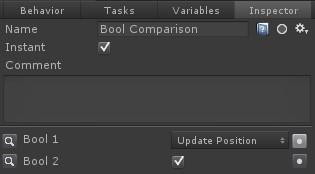 Behavior Tasks Variables Inspector
Name Bool Comparison
Instant
Comment
Bool 1 Update Position
Bool 2